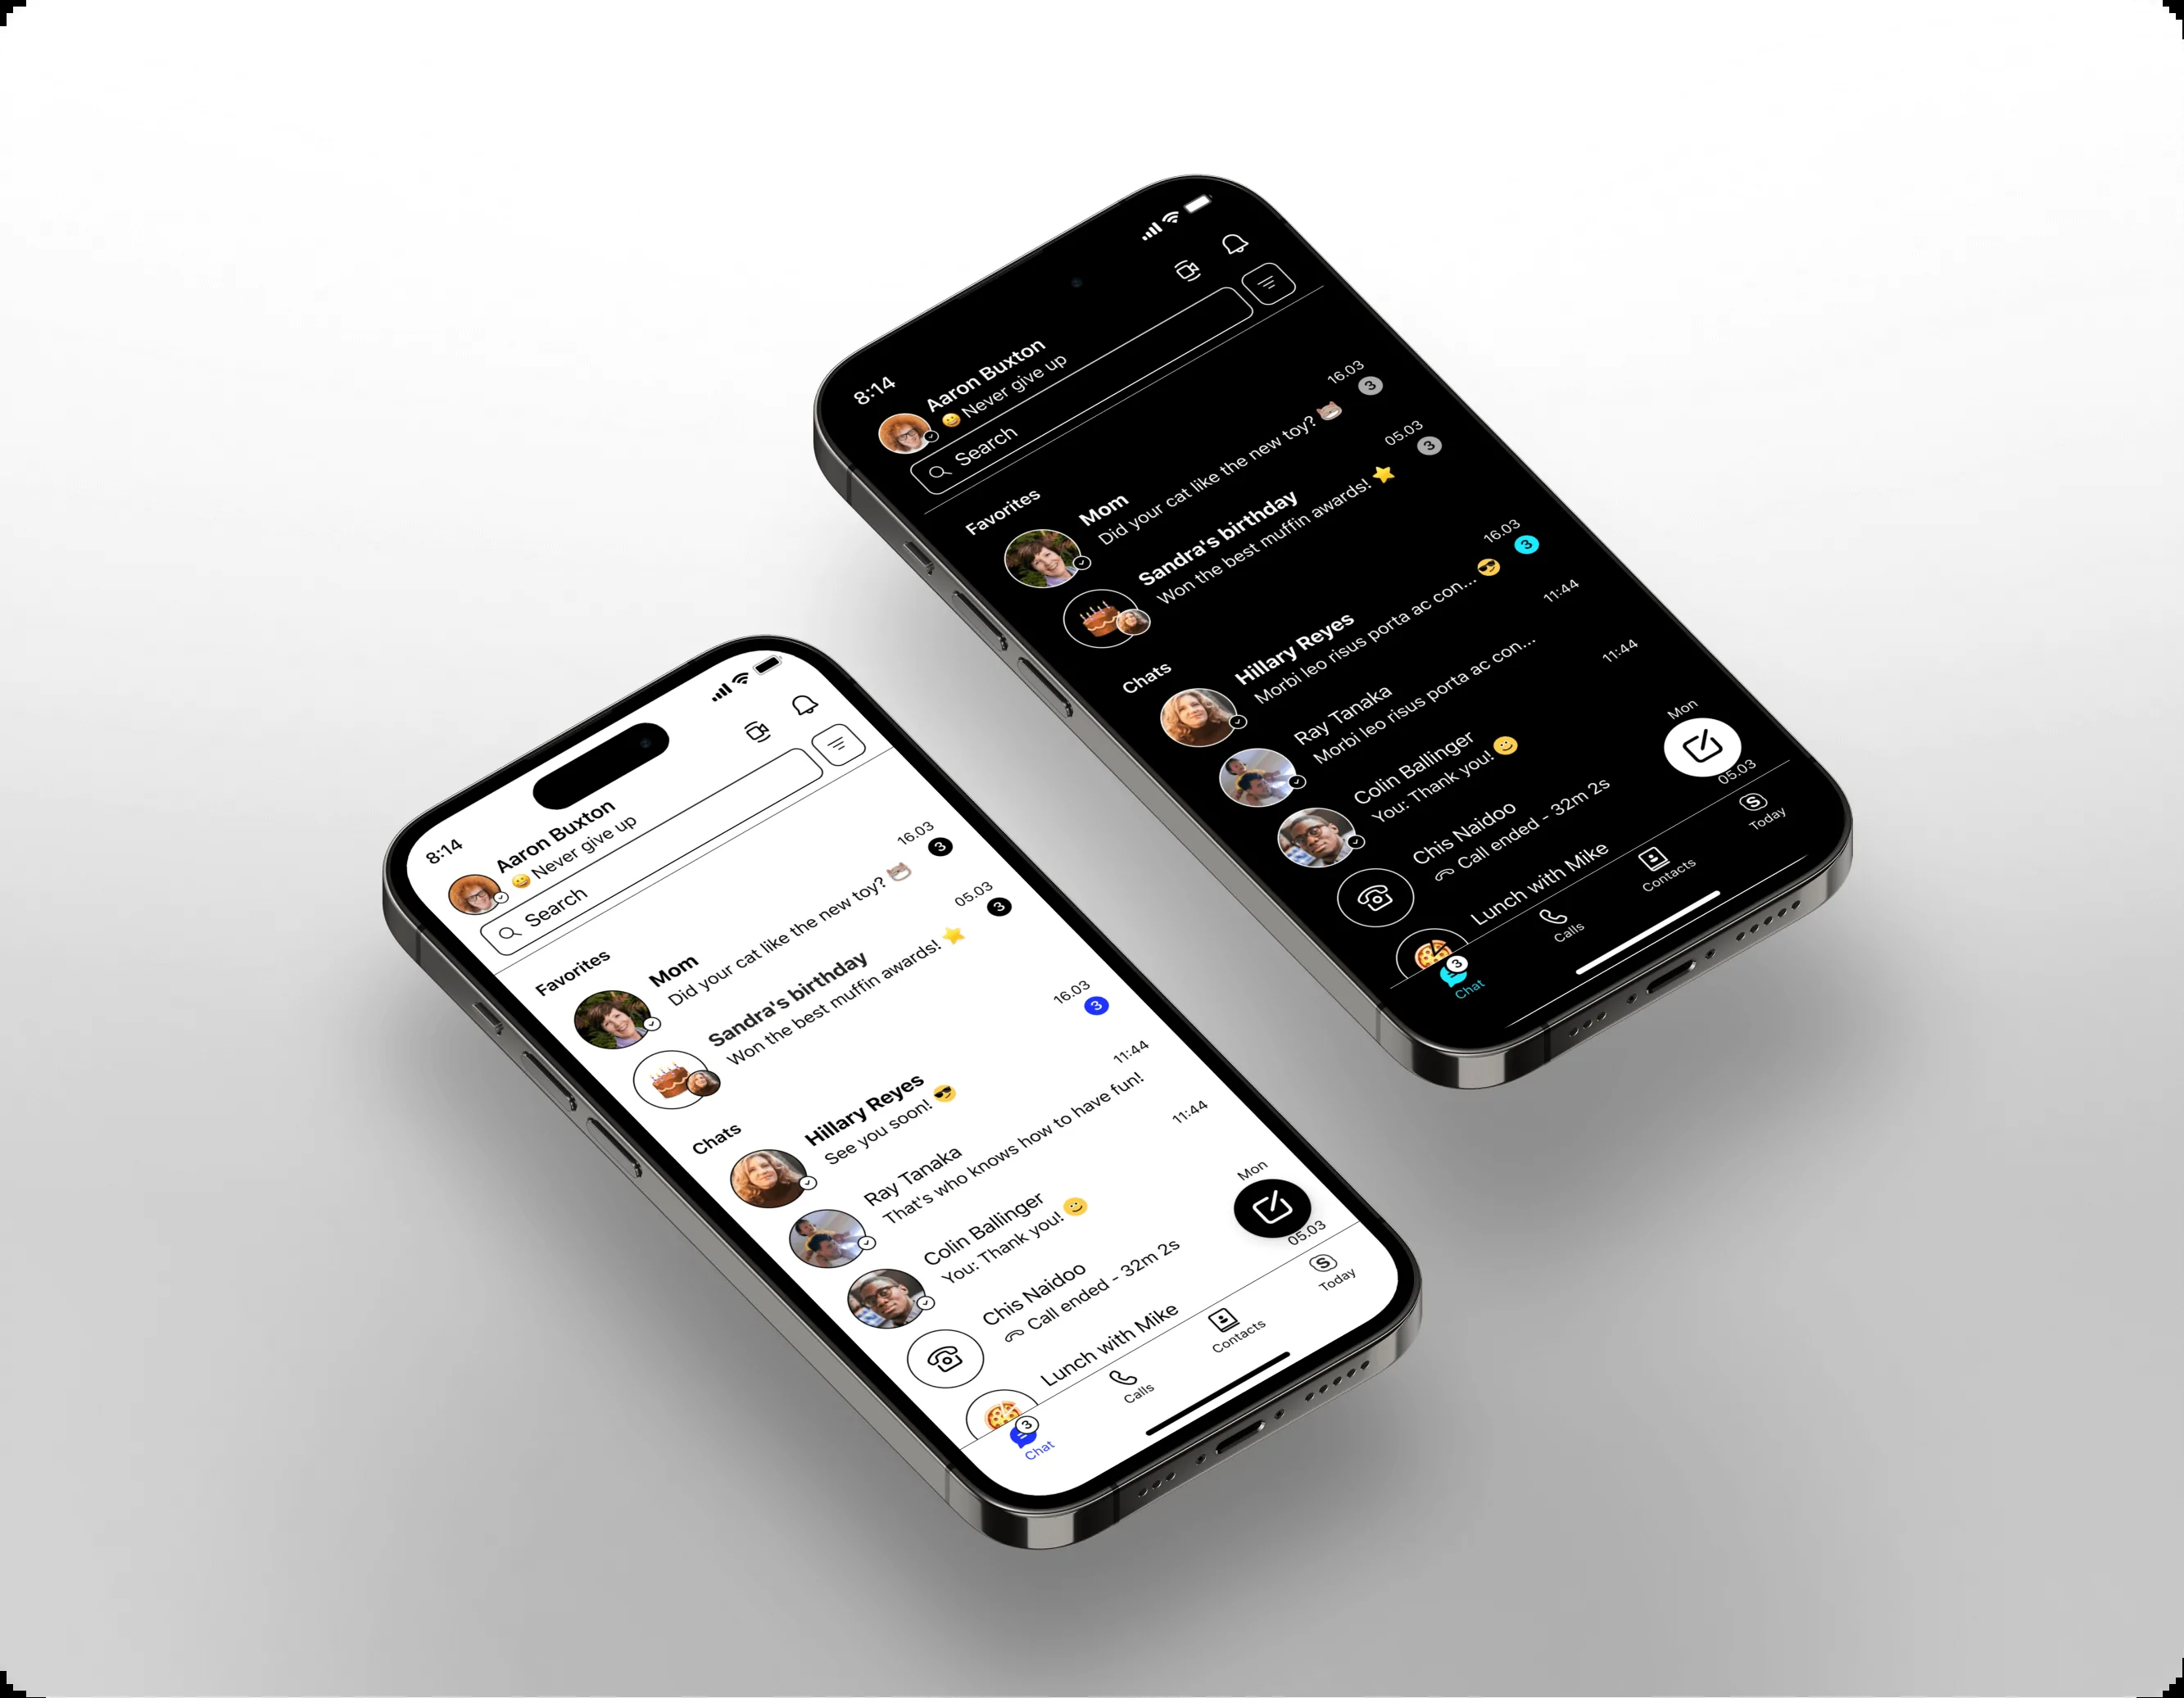 8:14
Aaron Buxton
😀 Never give up
Search
Favorites
Mom
16.03
Did your cat like the new toy? 😸
3
Sandra's birthday
05.03
Won the best muffin awards! ⭐
3
Chats
Hillary Reyes
16.03
See you soon! 😎
3
Ray Tanaka
11:44
That's who knows how to have fun!
Colin Ballinger
11:44
You: Thank you! 🙂
Chis Naidoo
Mon
Call ended - 32m 2s
Lunch with Mike
05.03
3
Chat
Calls
Contacts
S
Today
8:14
Aaron Buxton
😀 Never give up
Search
Favorites
Mom
16.03
Did your cat like the new toy? 😸
3
Sandra's birthday
05.03
Won the best muffin awards! ⭐
3
Chats
Hillary Reyes
16.03
Morbi leo risus porta ac con... 😎
3
Ray Tanaka
11:44
Morbi leo risus porta ac con...
Colin Ballinger
11:44
You: Thank you! 🙂
Chis Naidoo
Mon
Call ended - 32m 2s
Lunch with Mike
05.03
3
Chat
Calls
Contacts
S
Today